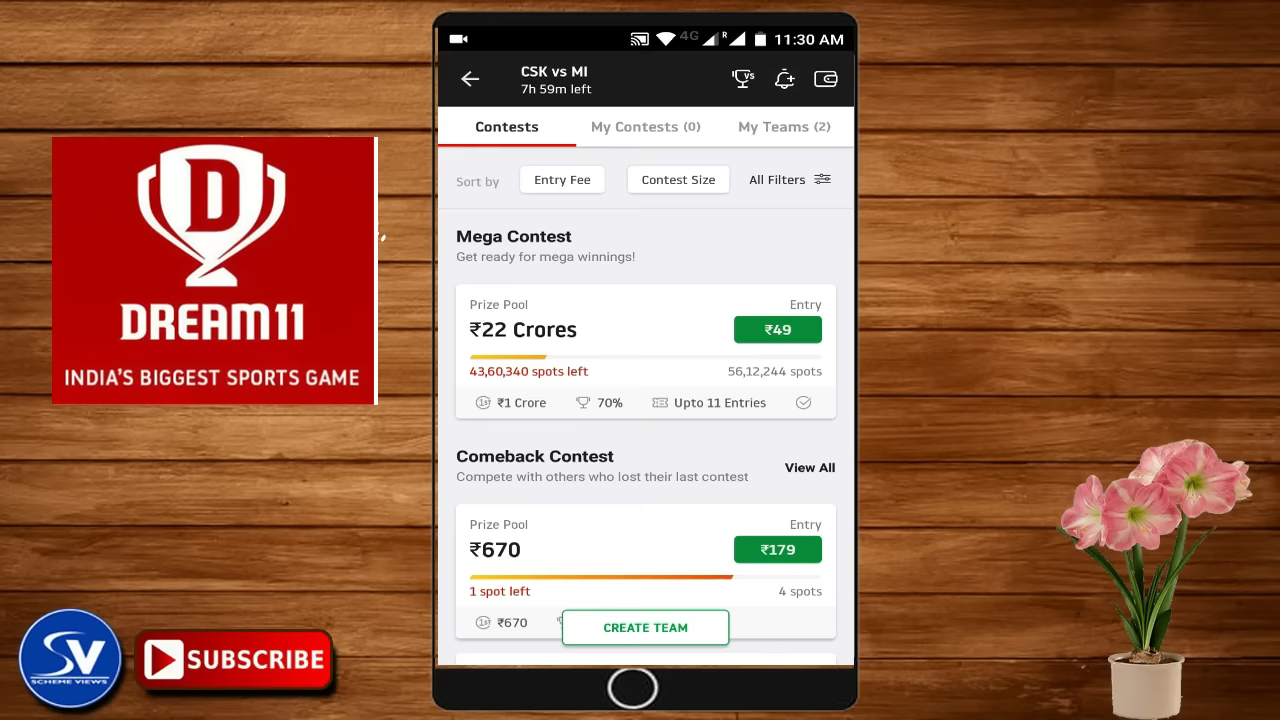 11:30 AM
4G
R
CSK vs MI
7h 59m left
VS
Contests
My Contests (0)
My Teams (2)
Sort by
Entry Fee
Contest Size
All Filters
Mega Contest
Get ready for mega winnings!
Prize Pool
Entry
₹22 Crores
₹49
43,60,340 spots left
56,12,244 spots
1st
₹1 Crore
70%
Upto 11 Entries
Comeback Contest
Compete with others who lost their last contest
View All
Prize Pool
Entry
₹670
₹179
1 spot left
4 spots
1st
₹670
CREATE TEAM
D
DREAM11
INDIA'S BIGGEST SPORTS GAME
SV
SCHEME VIEWS
SUBSCRIBE